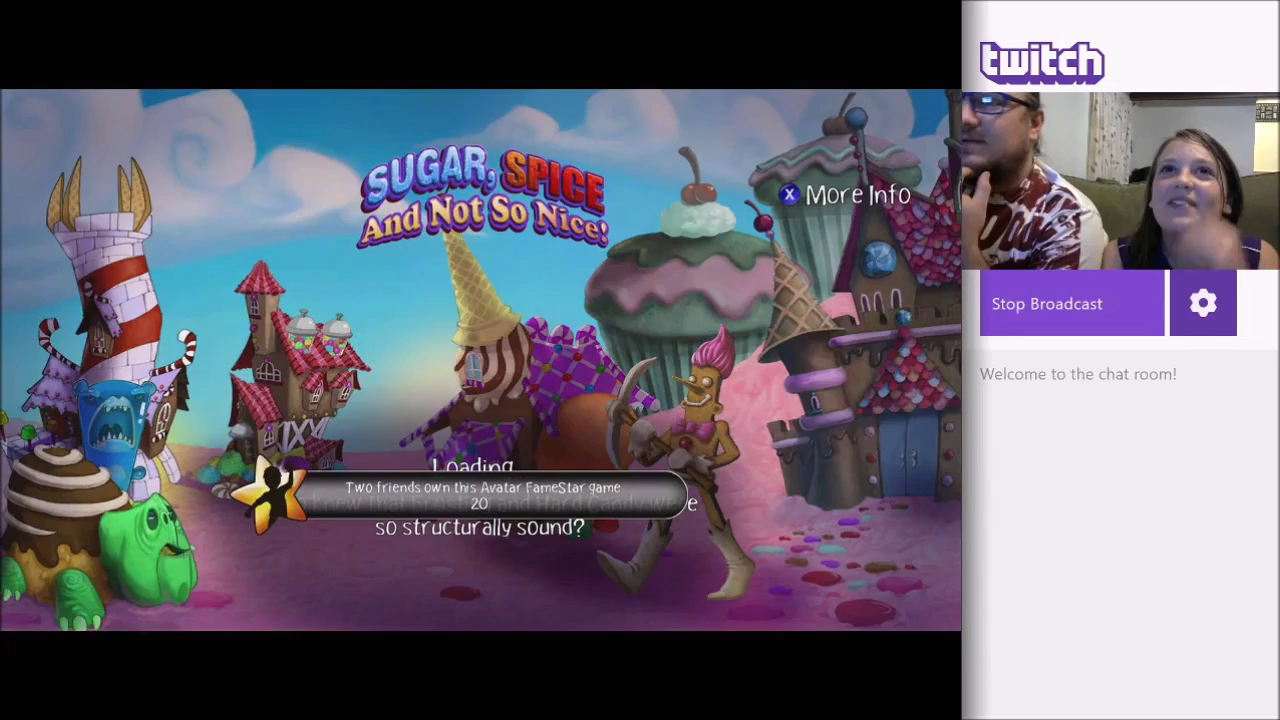 twitch
SUGAR, SPICE
And Not So Nice!
X More Info
Stop Broadcast
Welcome to the chat room!
Loading
Two friends own this Avatar FameStar game
20
so structurally sound?